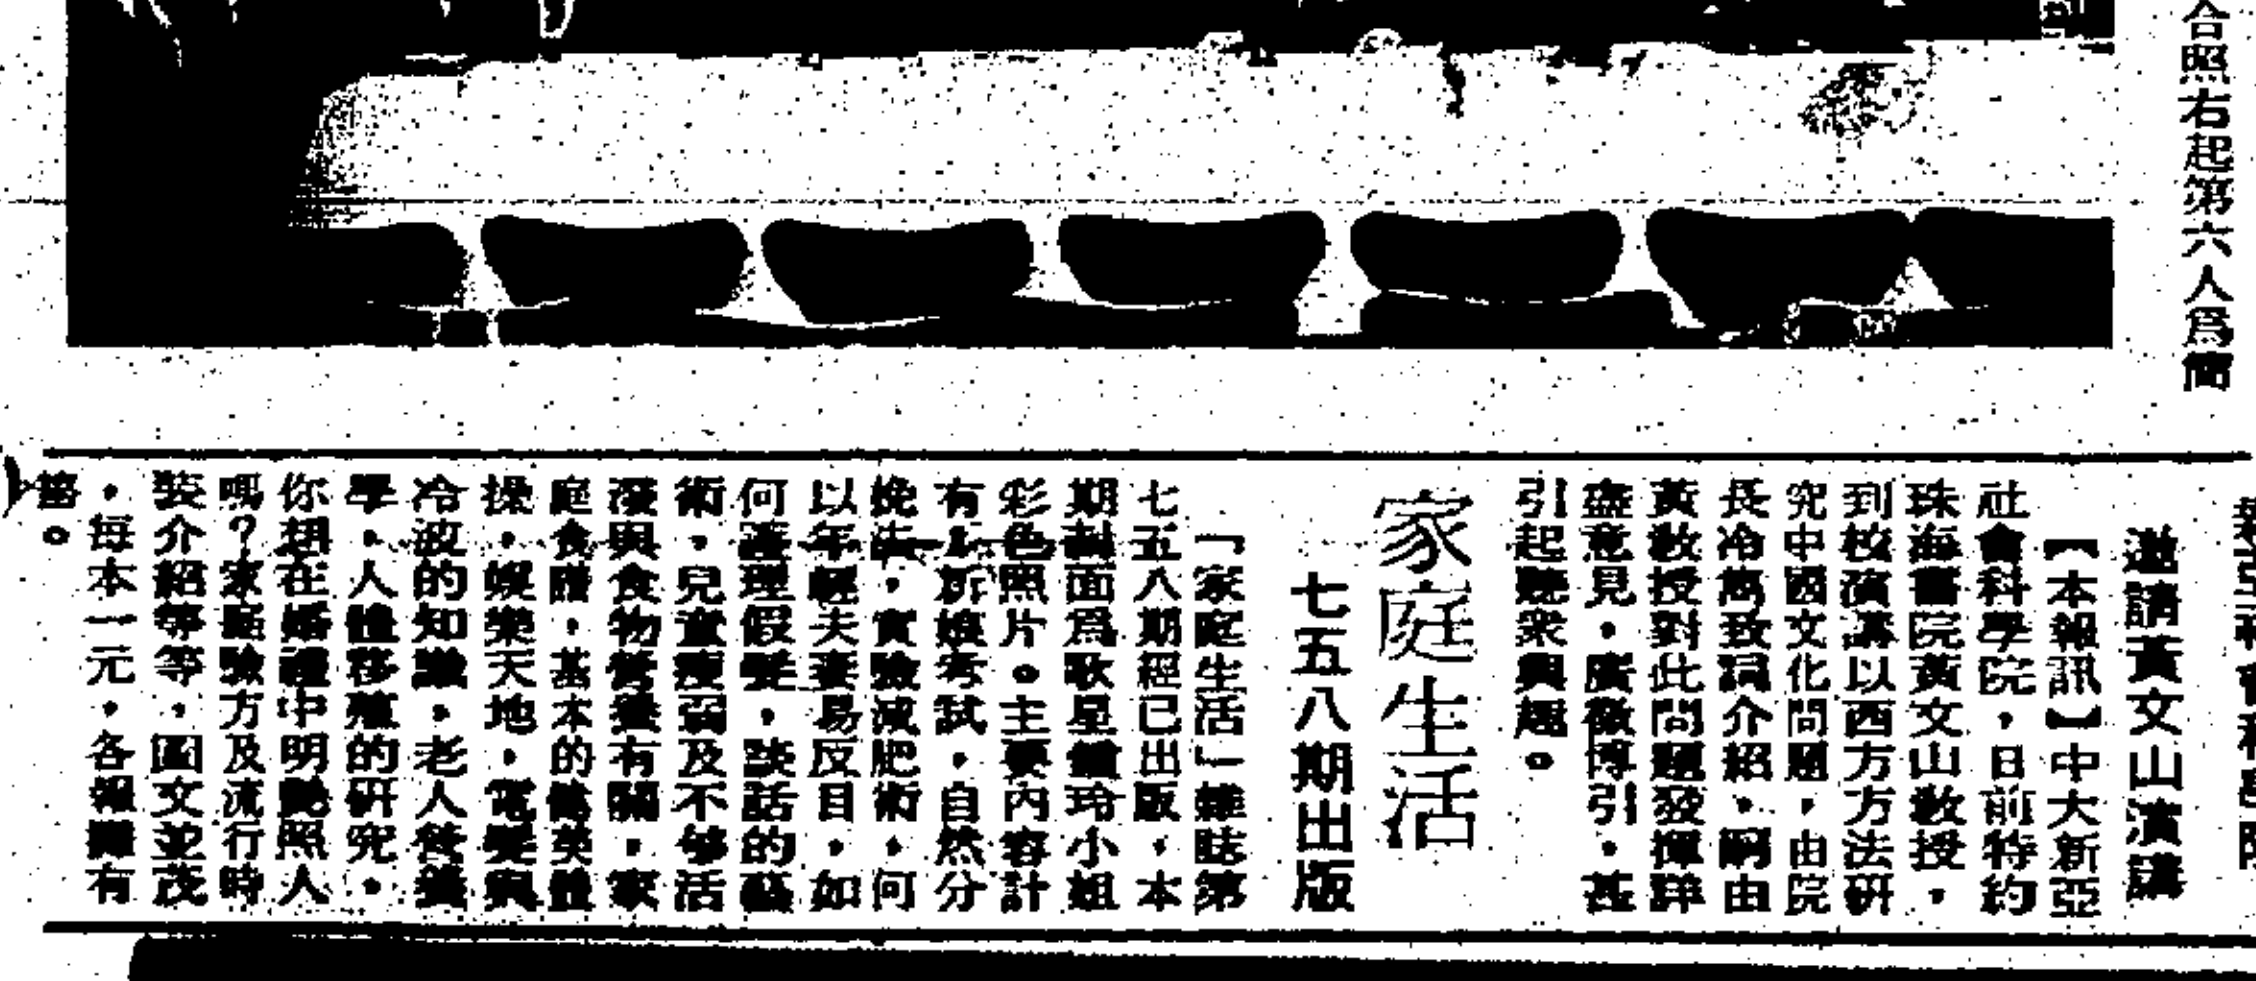 合照右起第六人爲簡
邀請黃文山演講
【本報訊】中大新亞
社會科學院，日前特約
珠海書院黃文山教授，
到校演講以西方方法研
究中國文化問題，由院
長冷雋致詞介紹，嗣由
黃教授對此問題發揮詳
盡意見，廣徵博引，甚
引起聽衆興趣。
家庭生活
七五八期出版
「家庭生活」雜誌第
七五八期經已出版，本
期封面爲歌星鍾玲小姐
彩色照片。主要內容計
有：新娘考試，自然分
娩法，實驗減肥術，何
以年輕夫妻易反目，如
何護理假髮，談話的藝
術，兒童瘦弱及不够活
潑與食物營養有關，家
庭食譜，基本的健美體
操，娛樂天地，電髮與
冷波的知識，老人營養
學，人體移殖的研究，
你想在婚禮中明艷照人
嗎？家庭驗方及流行時
裝介紹等等，圖文並茂
，每本一元，各報攤有
售。